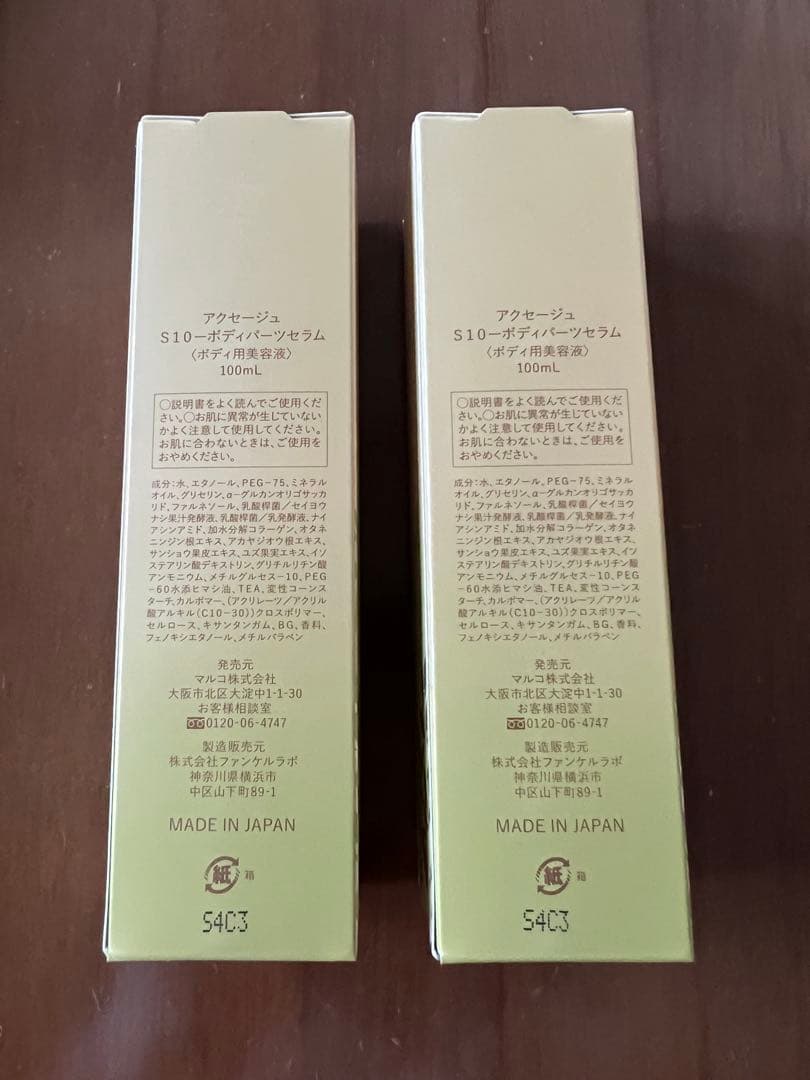 アクセージュ
S10ーボディパーツセラム
〈ボディ用美容液〉
100mL
○説明書をよく読んでご使用くだ
さい。○お肌に異常が生じていない
かよく注意して使用してください。
お肌に合わないときは、ご使用を
おやめください。
成分:水、エタノール、PEG-75、ミネラル
オイル、グリセリン、α-グルカンオリゴサッカ
リド、ファルネソール、乳酸桿菌/セイヨウ
ナシ果汁発酵液、乳酸桿菌/乳発酵液、ナイ
アシンアミド、加水分解コラーゲン、オタネ
ニンジン根エキス、アカヤジオウ根エキス、
サンショウ果皮エキス、ユズ果実エキス、イソ
ステアリン酸デキストリン、グリチルリチン酸
アンモニウム、メチルグルセス-10、PEG
-60水添ヒマシ油、TEA、変性コーンス
ターチ、カルボマー、(アクリレーツ/アクリル
酸アルキル(C10-30))クロスポリマー、
セルロース、キサンタンガム、BG、香料、
フェノキシエタノール、メチルパラベン
発売元
マルコ株式会社
大阪市北区大淀中1-1-30
お客様相談室
0120-06-4747
製造販売元
株式会社ファンケルラボ
神奈川県横浜市
中区山下町89-1
MADE IN JAPAN
紙 箱
S4C3
アクセージュ
S10ーボディパーツセラム
〈ボディ用美容液〉
100mL
○説明書をよく読んでご使用くだ
さい。○お肌に異常が生じていない
かよく注意して使用してください。
お肌に合わないときは、ご使用を
おやめください。
成分:水、エタノール、PEG-75、ミネラル
オイル、グリセリン、α-グルカンオリゴサッカ
リド、ファルネソール、乳酸桿菌/セイヨウ
ナシ果汁発酵液、乳酸桿菌/乳発酵液、ナイ
アシンアミド、加水分解コラーゲン、オタネ
ニンジン根エキス、アカヤジオウ根エキス、
サンショウ果皮エキス、ユズ果実エキス、イソ
ステアリン酸デキストリン、グリチルリチン酸
アンモニウム、メチルグルセス-10、PEG
-60水添ヒマシ油、TEA、変性コーンス
ターチ、カルボマー、(アクリレーツ/アクリル
酸アルキル(C10-30))クロスポリマー、
セルロース、キサンタンガム、BG、香料、
フェノキシエタノール、メチルパラベン
発売元
マルコ株式会社
大阪市北区大淀中1-1-30
お客様相談室
0120-06-4747
製造販売元
株式会社ファンケルラボ
神奈川県横浜市
中区山下町89-1
MADE IN JAPAN
紙 箱
S4C3